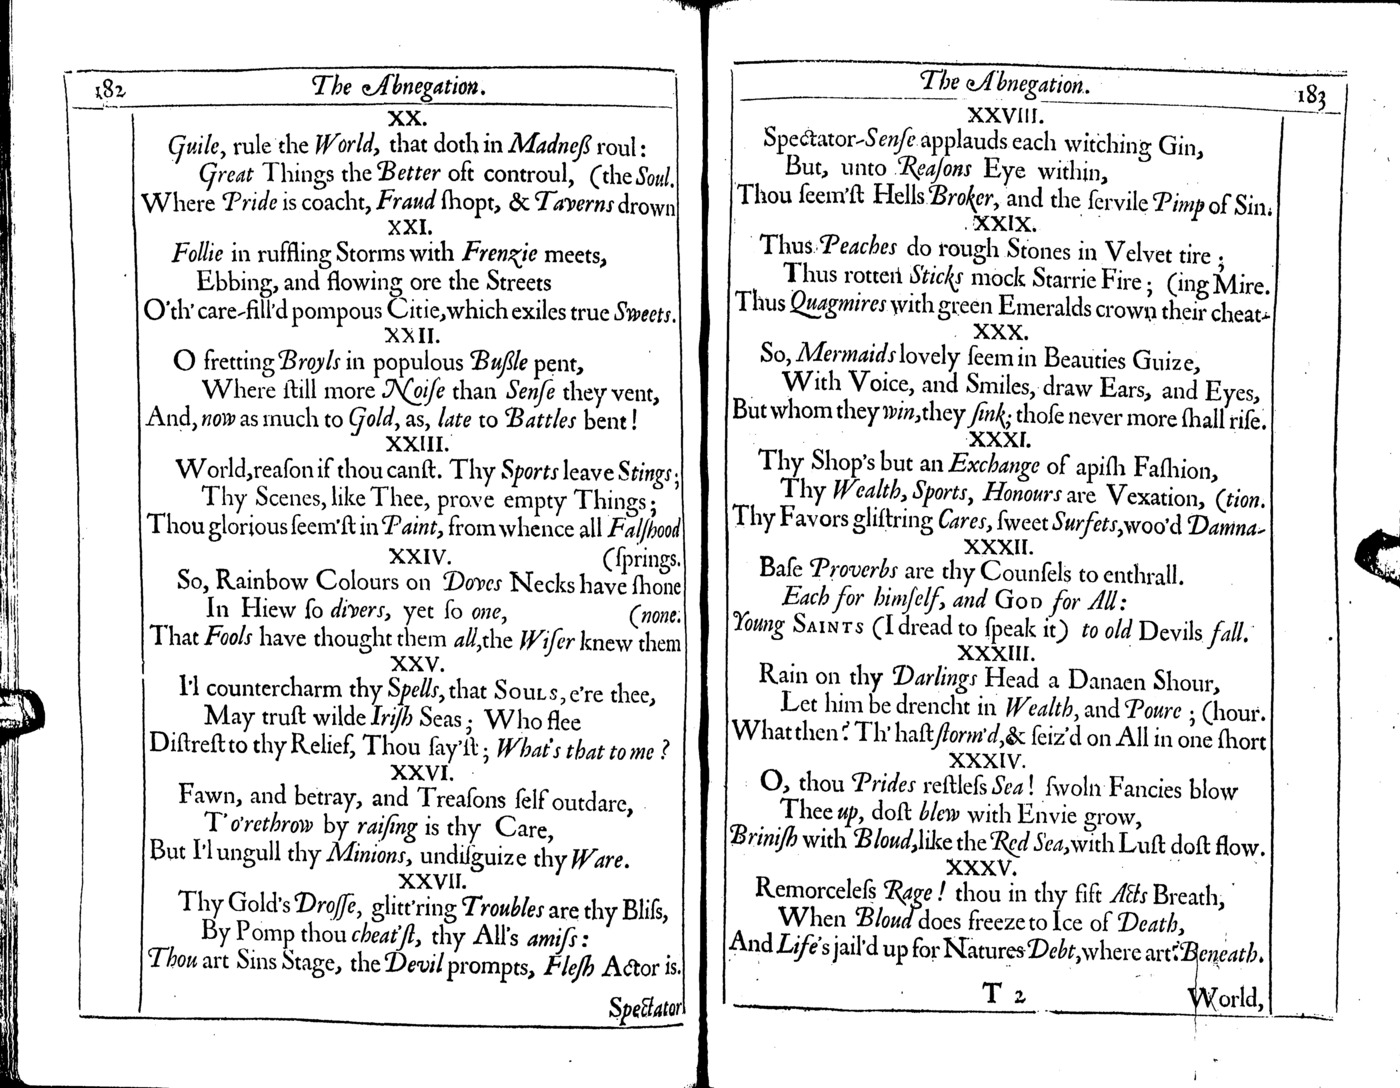 182
The Abnegation.
XX.
Guile, rule the World, that doth in Madneß roul:
Great Things the Better oft controul, (the Soul.
Where Pride is coacht, Fraud ſhopt, & Taverns drown
XXI.
Follie in ruffling Storms with Frenzie meets,
Ebbing, and flowing ore the Streets
O'th' care-fill'd pompous Citie, which exiles true Sweets.
XXII.
O fretting Broyls in populous Bußle pent,
Where ſtill more Noiſe than Senſe they vent,
And, now as much to Gold, as, late to Battles bent!
XXIII.
World, reaſon if thou canſt. Thy Sports leave Stings;
Thy Scenes, like Thee, prove empty Things;
Thou glorious ſeem'ſt in Paint, from whence all Falſhood
XXIV. (ſprings.
So, Rainbow Colours on Doves Necks have ſhone
In Hiew ſo divers, yet ſo one, (none.
That Fools have thought them all, the Wiſer knew them
XXV.
I'l countercharm thy Spells, that SOULS, e're thee,
May truſt wilde Iriſh Seas; Who flee
Diſtreſt to thy Relief, Thou ſay'ſt; What's that to me?
XXVI.
Fawn, and betray, and Treaſons ſelf outdare,
T'o'rethrow by raiſing is thy Care,
But I'l ungull thy Minions, undiſguize thy Ware.
XXVII.
Thy Gold's Droſſe, glitt'ring Troubles are thy Bliſs,
By Pomp thou cheat'ſt, thy All's amiſs:
Thou art Sins Stage, the Devil prompts, Fleſh Actor is.
Spectator
The Abnegation.
183
XXVIII.
Spectator-Senſe applauds each witching Gin,
But, unto Reaſons Eye within,
Thou ſeem'ſt Hells Broker, and the ſervile Pimp of Sin.
XXIX.
Thus Peaches do rough Stones in Velvet tire;
Thus rotten Sticks mock Starrie Fire; (ing Mire.
Thus Quagmires with green Emeralds crown their cheat-
XXX.
So, Mermaids lovely ſeem in Beauties Guize,
With Voice, and Smiles, draw Ears, and Eyes,
But whom they win, they ſink; thoſe never more ſhall riſe.
XXXI.
Thy Shop's but an Exchange of apiſh Faſhion,
Thy Wealth, Sports, Honours are Vexation, (tion.
Thy Favors gliſtring Cares, ſweet Surfets, woo'd Damna-
XXXII.
Baſe Proverbs are thy Counſels to enthrall.
Each for himſelf, and GOD for All:
Young SAINTS (I dread to ſpeak it) to old Devils fall.
XXXIII.
Rain on thy Darlings Head a Danaen Shour,
Let him be drencht in Wealth, and Poure; (hour.
What then? Th' haſt ſtorm'd, & ſeiz'd on All in one ſhort
XXXIV.
O, thou Prides reſtleſs Sea! ſwoln Fancies blow
Thee up, doſt blew with Envie grow,
Briniſh with Bloud, like the Red Sea, with Luſt doſt flow.
XXXV.
Remorceleſs Rage! thou in thy fift Acts Breath,
When Bloud does freeze to Ice of Death,
And Life's jail'd up for Natures Debt, where art? Beneath.
T 2
World,